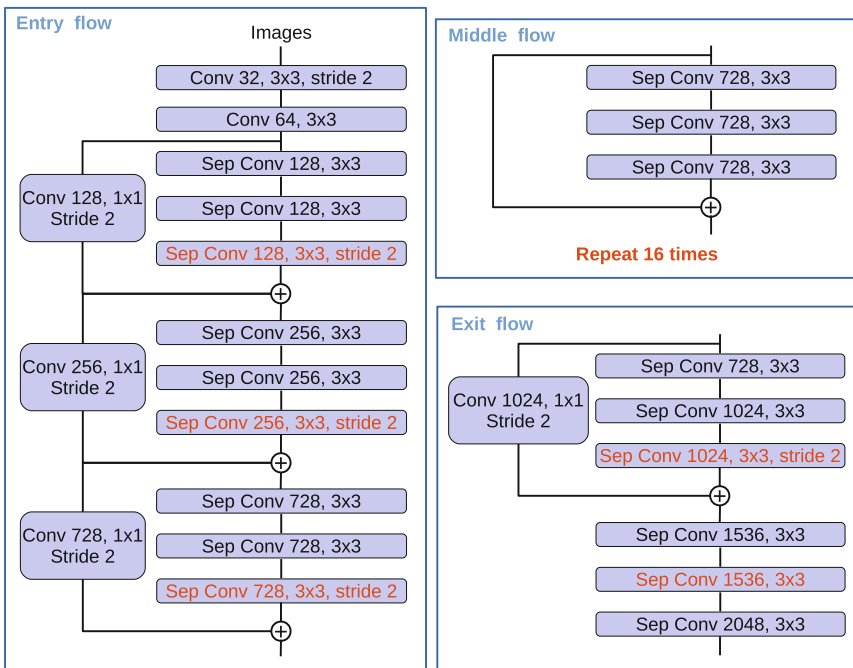 Entry flow
Images
Conv 32, 3x3, stride 2
Conv 64, 3x3
Sep Conv 128, 3x3
Conv 128, 1x1
Stride 2
Sep Conv 128, 3x3
Sep Conv 128, 3x3, stride 2
Sep Conv 256, 3x3
Conv 256, 1x1
Stride 2
Sep Conv 256, 3x3
Sep Conv 256, 3x3, stride 2
Sep Conv 728, 3x3
Conv 728, 1x1
Stride 2
Sep Conv 728, 3x3
Sep Conv 728, 3x3, stride 2
Middle flow
Sep Conv 728, 3x3
Sep Conv 728, 3x3
Sep Conv 728, 3x3
Repeat 16 times
Exit flow
Sep Conv 728, 3x3
Conv 1024, 1x1
Stride 2
Sep Conv 1024, 3x3
Sep Conv 1024, 3x3, stride 2
Sep Conv 1536, 3x3
Sep Conv 1536, 3x3
Sep Conv 2048, 3x3